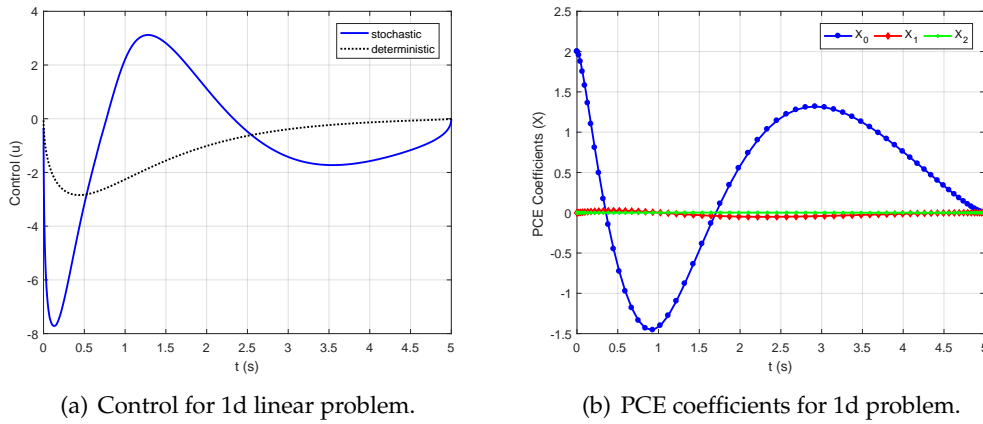 4
2
0
-2
-4
-6
-8
Control (u)
stochastic
deterministic
0 0.5 1 1.5 2 2.5 3 3.5 4 4.5 5
t (s)
(a) Control for 1d linear problem.
2.5
2
1.5
1
0.5
0
-0.5
-1
-1.5
PCE Coefficients (X)
X0 X1 X2
0 0.5 1 1.5 2 2.5 3 3.5 4 4.5 5
t (s)
(b) PCE coefficients for 1d problem.